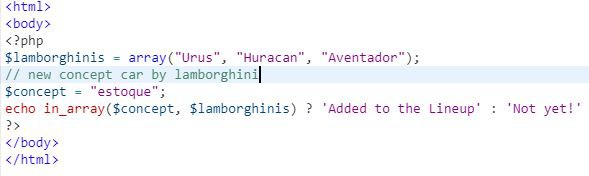 <html>
<body>
<?php
$lamborghinis = array("Urus", "Huracan", "Aventador");
// new concept car by lamborghini
$concept = "estoque";
echo in_array($concept, $lamborghinis) ? 'Added to the Lineup' : 'Not yet!'
?>
</body>
</html>